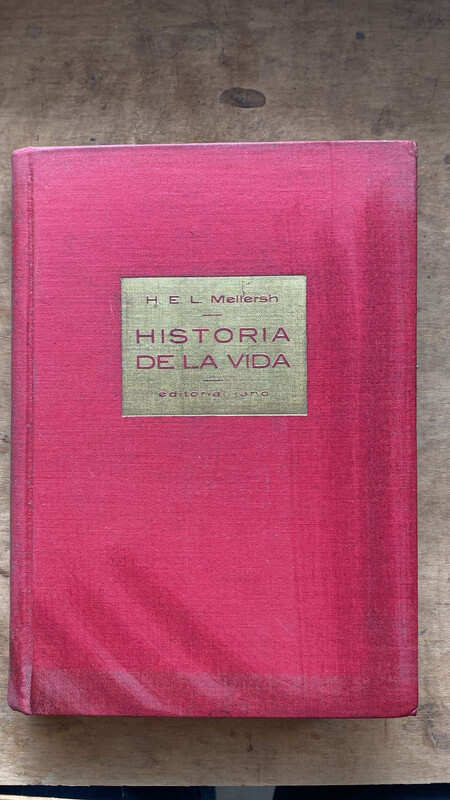 H. E. L. Mellersh
HISTORIA
DE LA VIDA
editorial